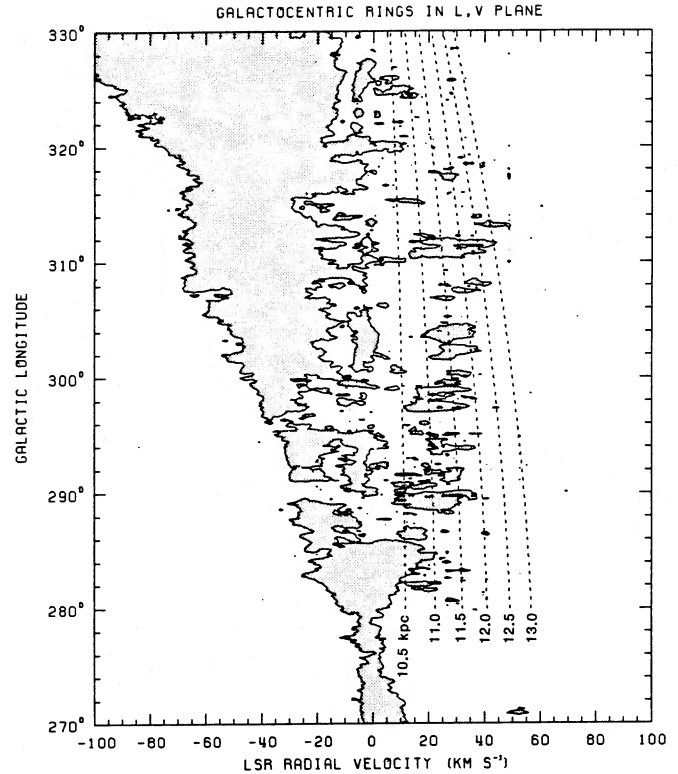 GALACTOCENTRIC RINGS IN L,V PLANE
330°
320°
310°
300°
290°
280°
270°
GALACTIC LONGITUDE
10.5 kpc
11.0
11.5
12.0
12.5
13.0
-100 -80 -60 -40 -20 0 20 40 60 80 100
LSR RADIAL VELOCITY (KM S⁻¹)